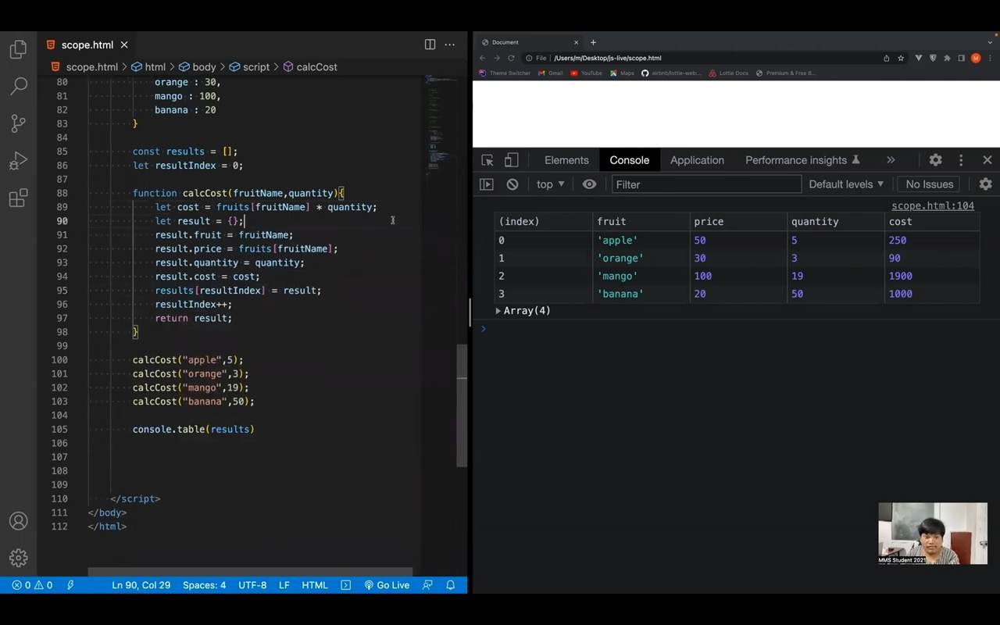 scope.html
scope.html > html > body > script > calcCost
80 orange : 30,
81 mango : 100,
82 banana : 20
83 }
84
85 const results = [];
86 let resultIndex = 0;
87
88 function calcCost(fruitName,quantity){
89 let cost = fruits[fruitName] * quantity;
90 let result = {};
91 result.fruit = fruitName;
92 result.price = fruits[fruitName];
93 result.quantity = quantity;
94 result.cost = cost;
95 results[resultIndex] = result;
96 resultIndex++;
97 return result;
98 }
99
100 calcCost("apple",5);
101 calcCost("orange",3);
102 calcCost("mango",19);
103 calcCost("banana",50);
104
105 console.table(results)
106
107
108
109
110 </script>
111 </body>
112 </html>
0 0 Ln 90, Col 29 Spaces: 4 UTF-8 LF HTML Go Live
Document
File /Users/m/Desktop/js-live/scope.html M
Theme Switcher Gmail YouTube Maps airbnb/lottie-web:... Lottie Docs Premium & Free B...
Elements Console Application Performance insights
top Filter Default levels No Issues
scope.html:104
(index) fruit price quantity cost
0 'apple' 50 5 250
1 'orange' 30 3 90
2 'mango' 100 19 1900
3 'banana' 20 50 1000
Array(4)
MMS Student 2021